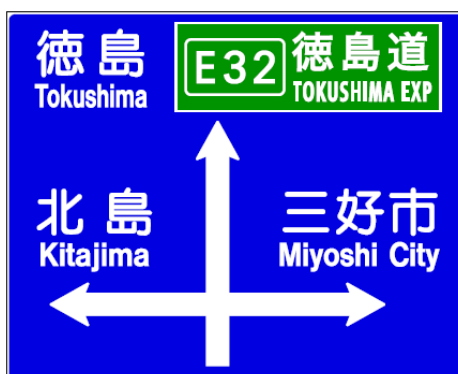 徳島
Tokushima
E32
徳島道
TOKUSHIMA EXP
北島
Kitajima
三好市
Miyoshi City